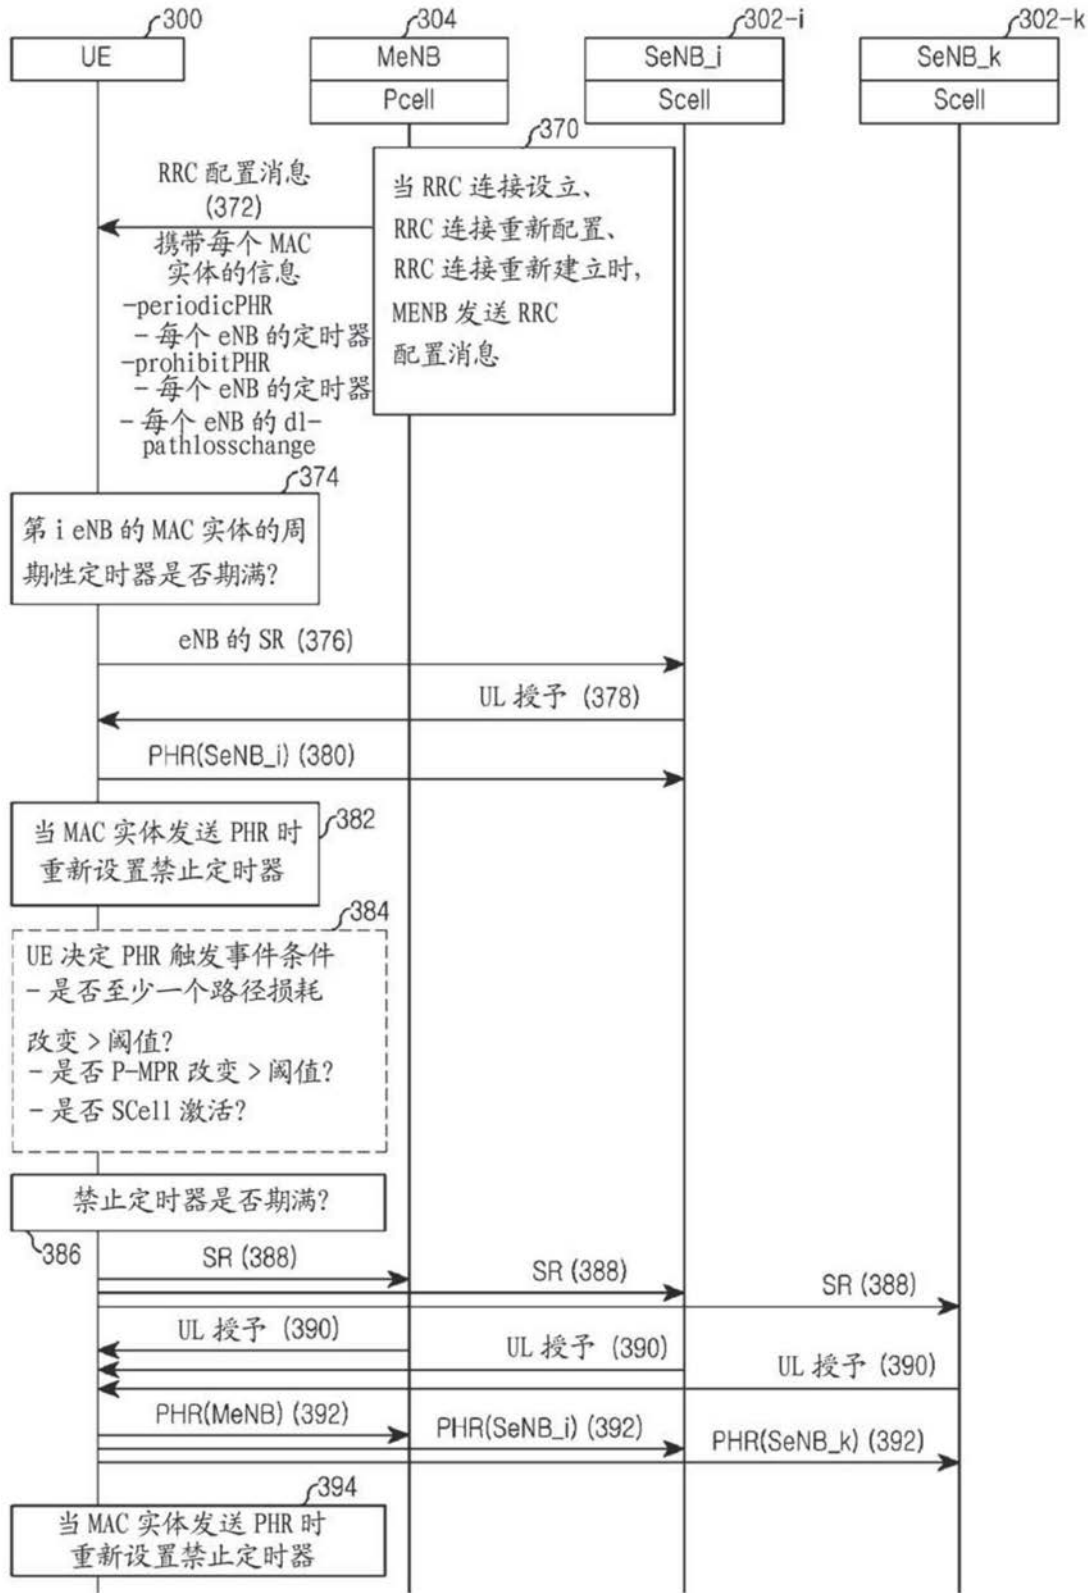 300
304
302-i
302-k
UE
MeNB
SeNB_i
SeNB_k
Pcell
Scell
Scell
370
RRC 配置消息
(372)
携带每个 MAC
实体的信息
-periodicPHR
- 每个 eNB 的定时器
-prohibitPHR
- 每个 eNB 的定时器
- 每个 eNB 的 dl-
pathlosschange
当 RRC 连接设立、
RRC 连接重新配置、
RRC 连接重新建立时,
MENB 发送 RRC
配置消息
374
第 i eNB 的 MAC 实体的周
期性定时器是否期满?
eNB 的 SR (376)
UL 授予 (378)
PHR(SeNB_i) (380)
382
当 MAC 实体发送 PHR 时
重新设置禁止定时器
384
UE 决定 PHR 触发事件条件
- 是否至少一个路径损耗
改变 > 阈值?
- 是否 P-MPR 改变 > 阈值?
- 是否 SCell 激活?
禁止定时器是否期满?
386
SR (388)
SR (388)
SR (388)
UL 授予 (390)
UL 授予 (390)
UL 授予 (390)
PHR(MeNB) (392)
PHR(SeNB_i) (392)
PHR(SeNB_k) (392)
394
当 MAC 实体发送 PHR 时
重新设置禁止定时器